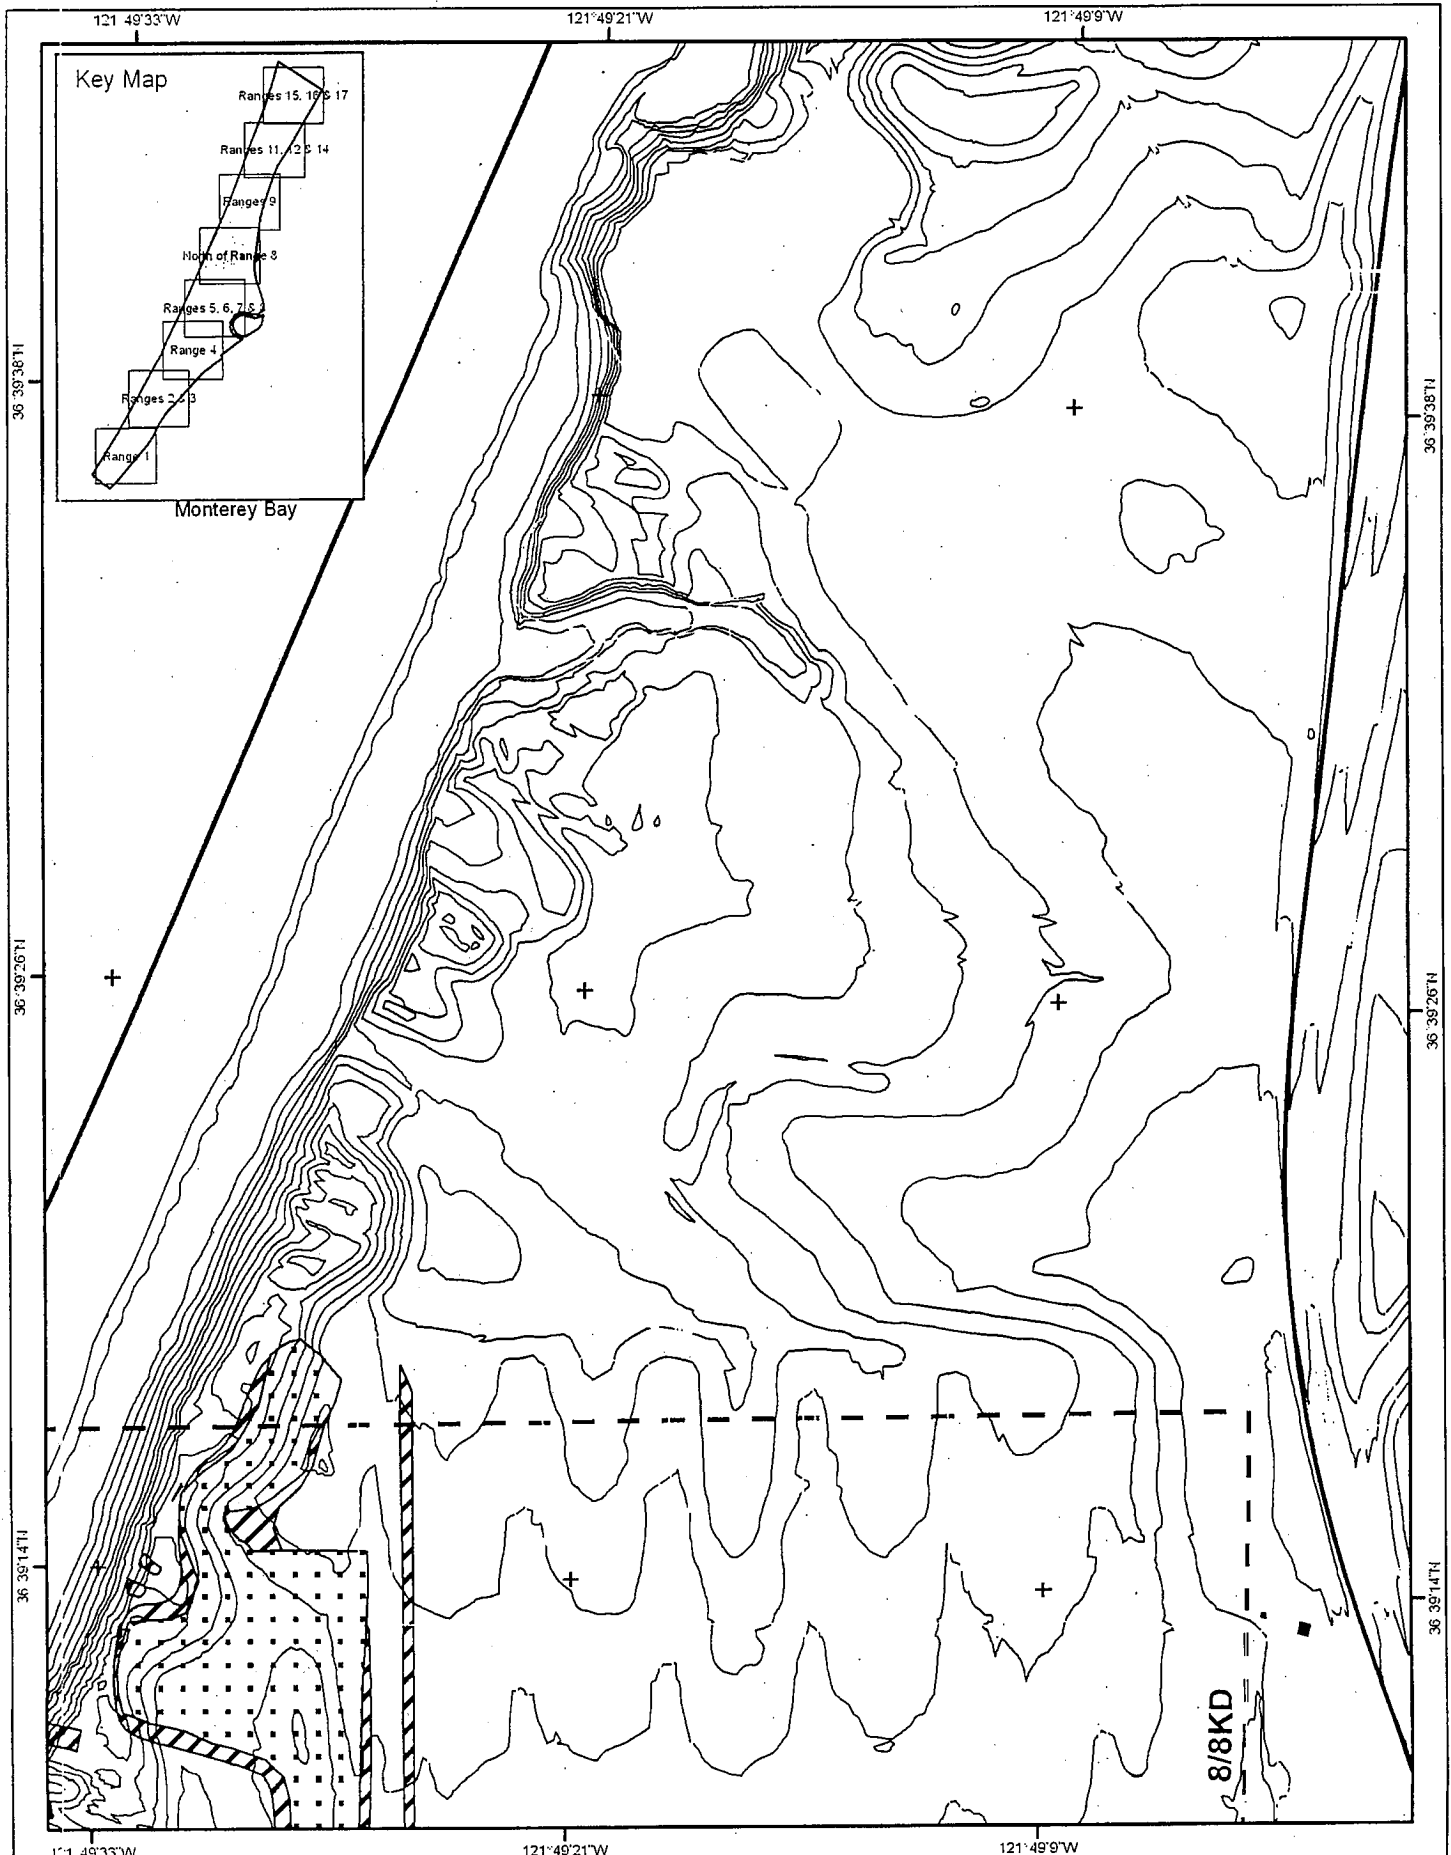 121 49'33"W
121°49'21"W
121°49'9"W
Key Map
Ranges 15, 16 & 17
Ranges 11, 12 & 14
Ranges 9
North of Range 8
Ranges 5, 6, 7 &
Range 4
Ranges 2 & 3
Range 1
Monterey Bay
36°39'38"N
36°39'38"N
36°39'26"N
36°39'26"N
36 39'14"N
36 39'14"N
8/8KD
49'33"W
121°49'21"W
121°49'9"W